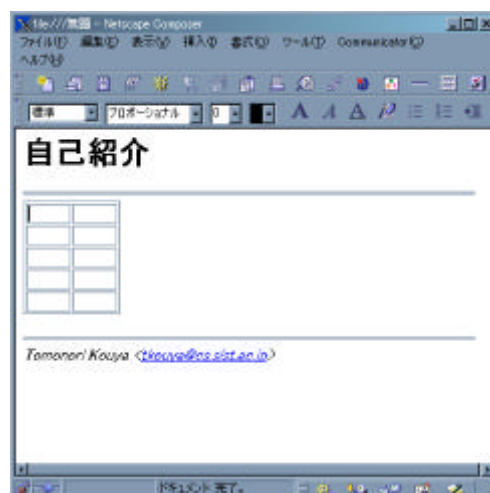 file:///無題 - Netscape Composer
ファイル(F) 編集(E) 表示(V) 挿入(I) 書式(O) ツール(T) Communicator(C)
ヘルプ(H)
標準 プロポーショナル 0
自己紹介
Tomonori Kouya <tkouya@cs.sist.ac.jp>
ドキュメント 完了。